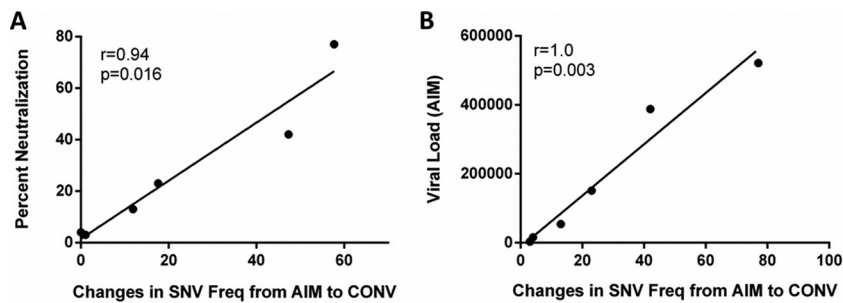 A
r=0.94
p=0.016
Percent Neutralization
80
60
40
20
0
0 20 40 60
Changes in SNV Freq from AIM to CONV
B
r=1.0
p=0.003
Viral Load (AIM)
600000
400000
200000
0
0 20 40 60 80 100
Changes in SNV Freq from AIM to CONV